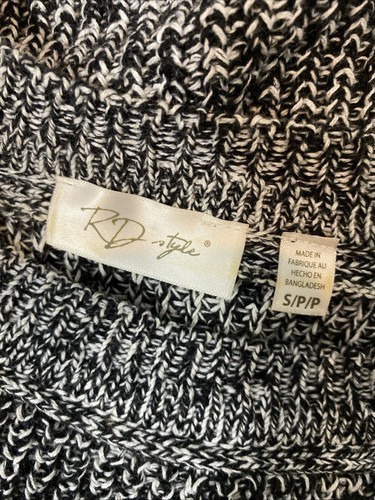 RD style®
MADE IN
FABRIQUE AU
HECHO EN
BANGLADESH
S/P/P